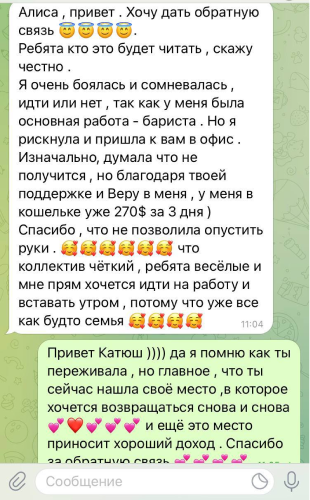 Алиса , привет . Хочу дать обратную
связь 😇😇😇😇.
Ребята кто это будет читать , скажу
честно .
Я очень боялась и сомневалась ,
идти или нет , так как у меня была
основная работа - бариста . Но я
рискнула и пришла к вам в офис .
Изначально, думала что не
получится , но благодаря твоей
поддержке и Веру в меня , у меня в
кошельке уже 270$ за 3 дня )
Спасибо , что не позволила опустить
руки . 🥰🥰🥰🥰🥰🥰 что
коллектив чёткий , ребята весёлые и
мне прям хочется идти на работу и
вставать утром , потому что уже все
как будто семья 🥰🥰🥰🥰
11:04
Привет Катюш )))) да я помню как ты
переживала , но главное , что ты
сейчас нашла своё место ,в которое
хочется возвращаться снова и снова
💕❤️💕💕💕 и ещё это место
приносит хороший доход . Спасибо
за обратную связь 💕💕💕💕
Сообщение